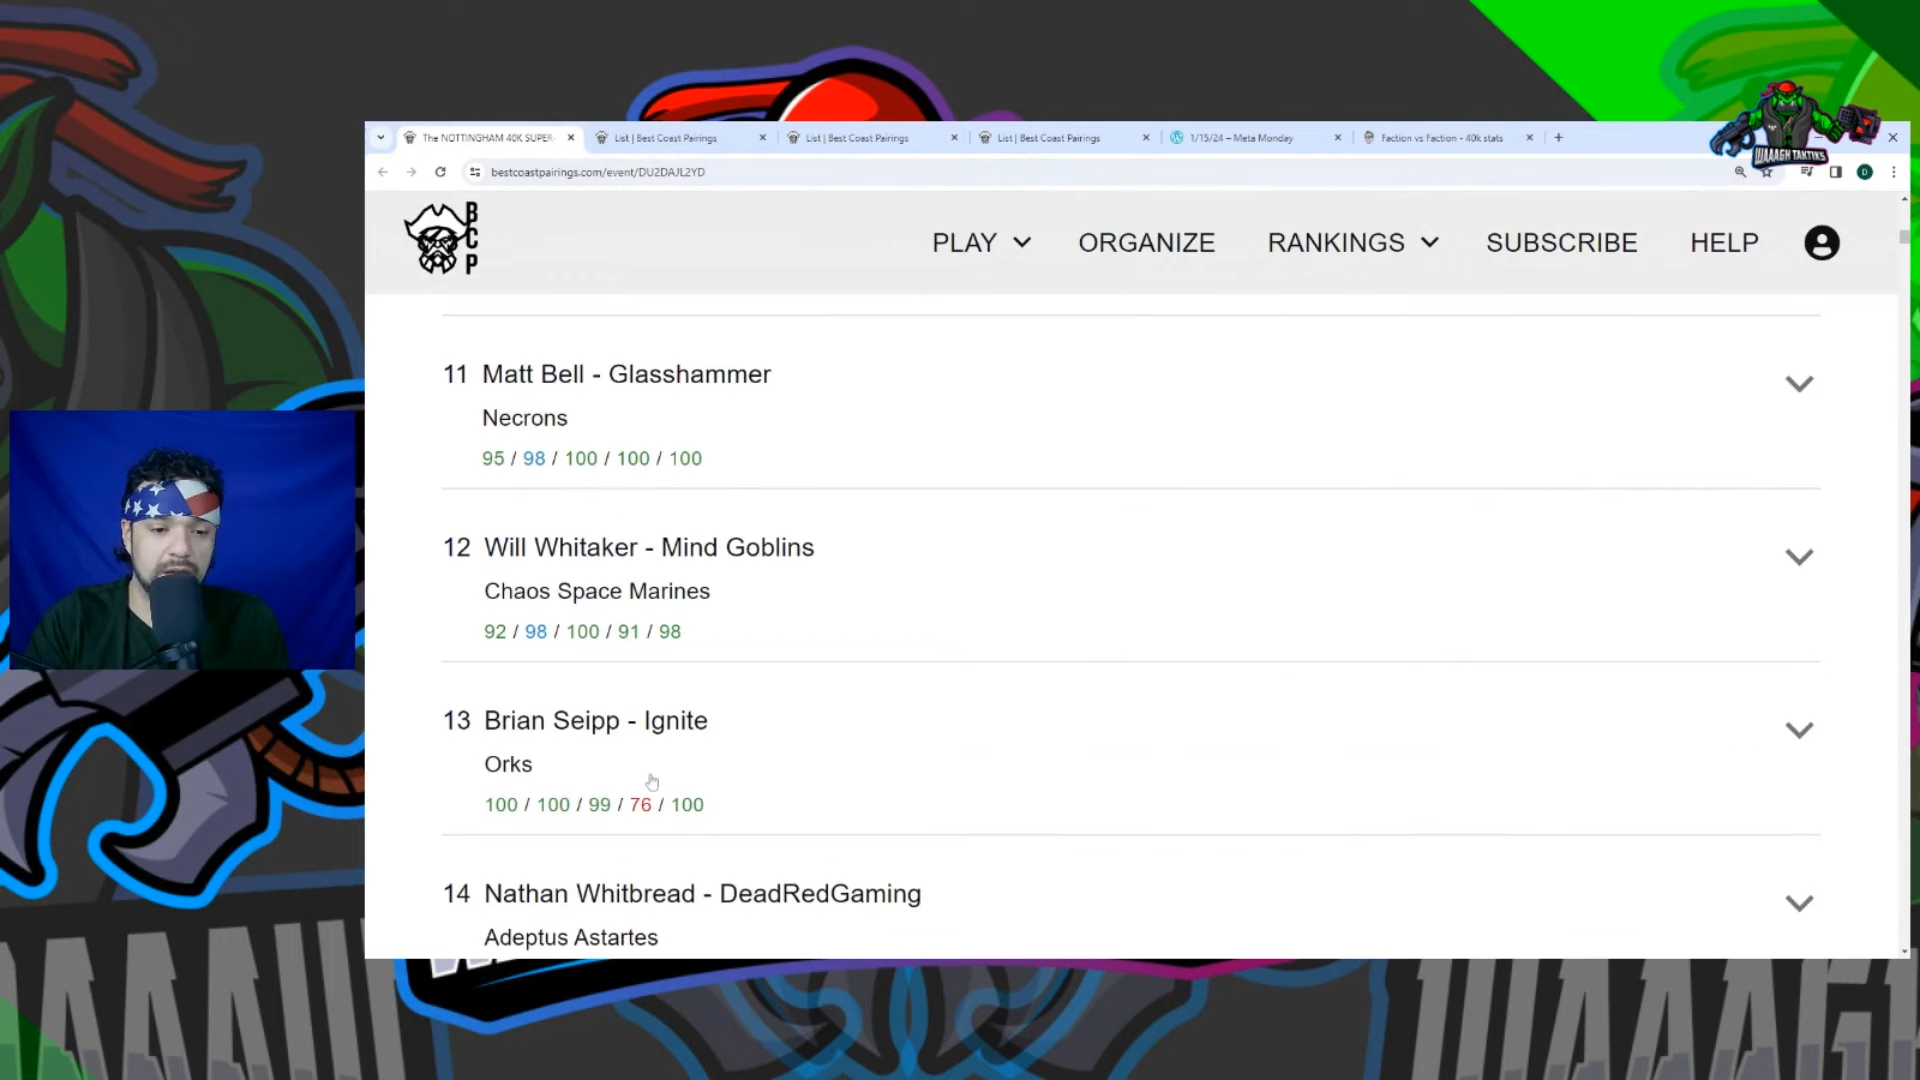 The NOTTINGHAM 40K SUPER-
List | Best Coast Pairings
List | Best Coast Pairings
List | Best Coast Pairings
1/15/24 – Meta Monday
Faction vs Faction - 40k stats
WAAAGH TAKTIKS
bestcoastpairings.com/event/DU2DAJL2YD
D
BCP
PLAY
ORGANIZE
RANKINGS
SUBSCRIBE
HELP
11 Matt Bell - Glasshammer
Necrons
95 / 98 / 100 / 100 / 100
12 Will Whitaker - Mind Goblins
Chaos Space Marines
92 / 98 / 100 / 91 / 98
13 Brian Seipp - Ignite
Orks
100 / 100 / 99 / 76 / 100
14 Nathan Whitbread - DeadRedGaming
Adeptus Astartes